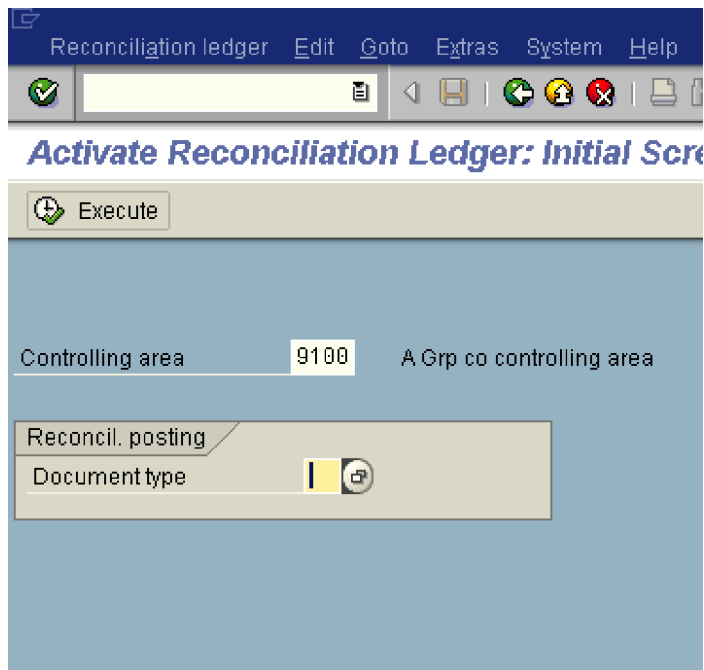 Reconciliation ledger Edit Goto Extras System Help
Activate Reconciliation Ledger: Initial Scre
Execute
Controlling area 9100 A Grp co controlling area
Reconcil. posting
Document type